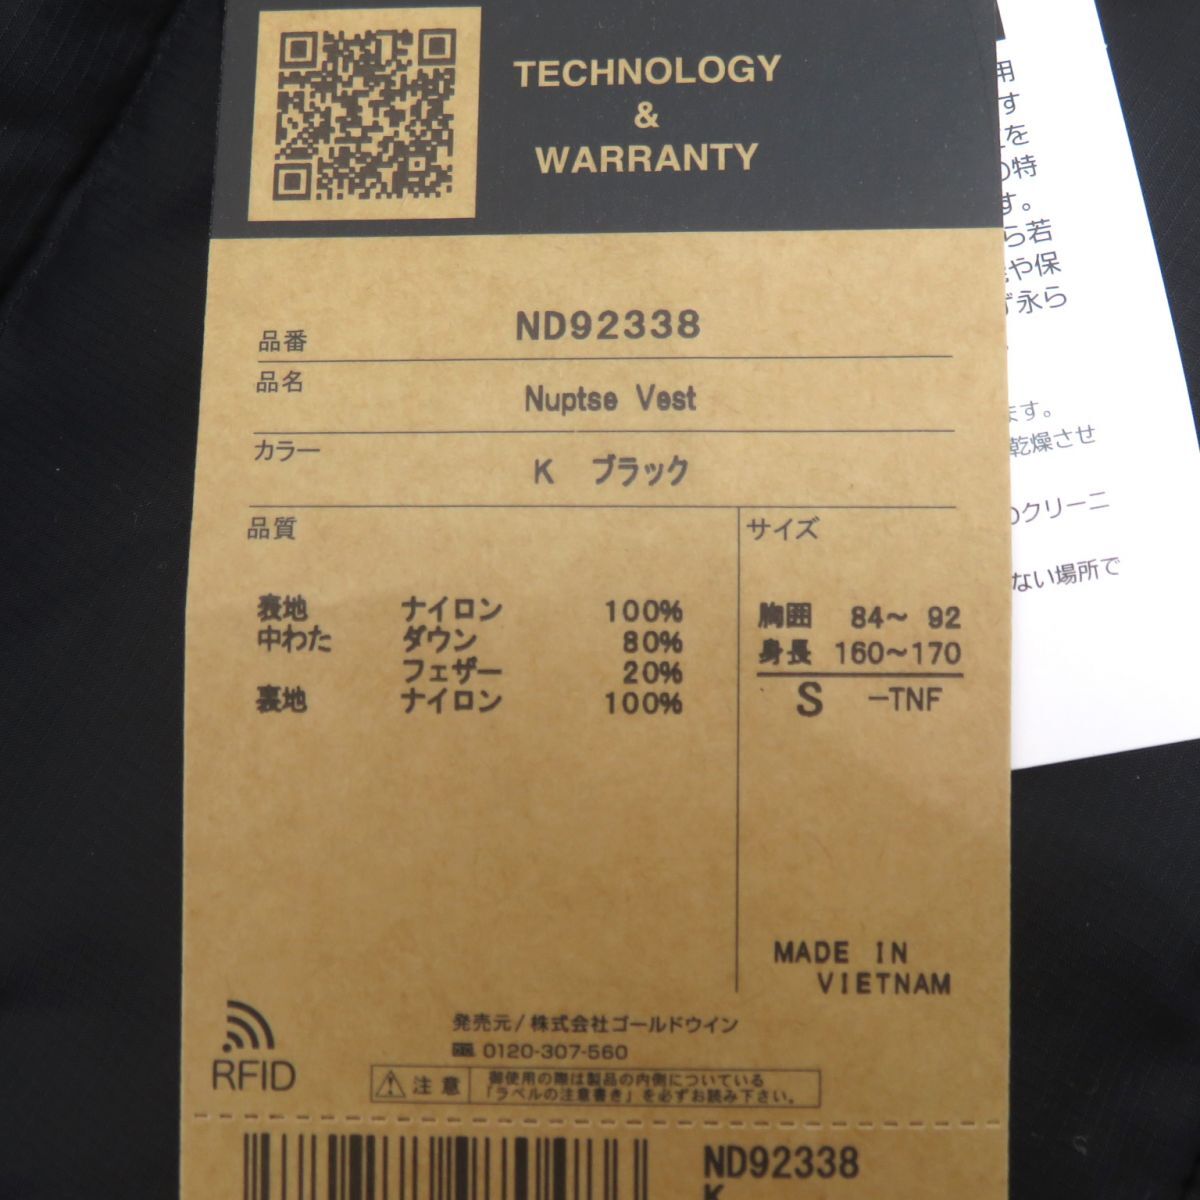 TECHNOLOGY
&
WARRANTY
品番 ND92338
品名 Nuptse Vest
カラー K ブラック
品質
表地 ナイロン 100%
中わた ダウン 80%
フェザー 20%
裏地 ナイロン 100%
サイズ
胸囲 84～ 92
身長 160～170
S -TNF
MADE IN
VIETNAM
発売元/株式会社ゴールドウイン
0120-307-560
RFID
注意
御使用の際は製品の内側についている
「ラベルの注意書き」を必ずお読み下さい。
ND92338
K
用
す
を
の特
す。
ら若
や保
ず永ら
ます。
乾燥させ
のクリーニ
ない場所で